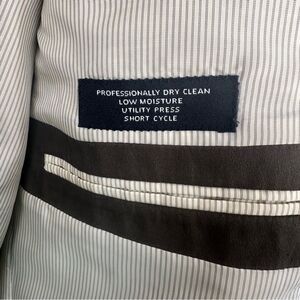 PROFESSIONALLY DRY CLEAN
LOW MOISTURE
UTILITY PRESS
SHORT CYCLE